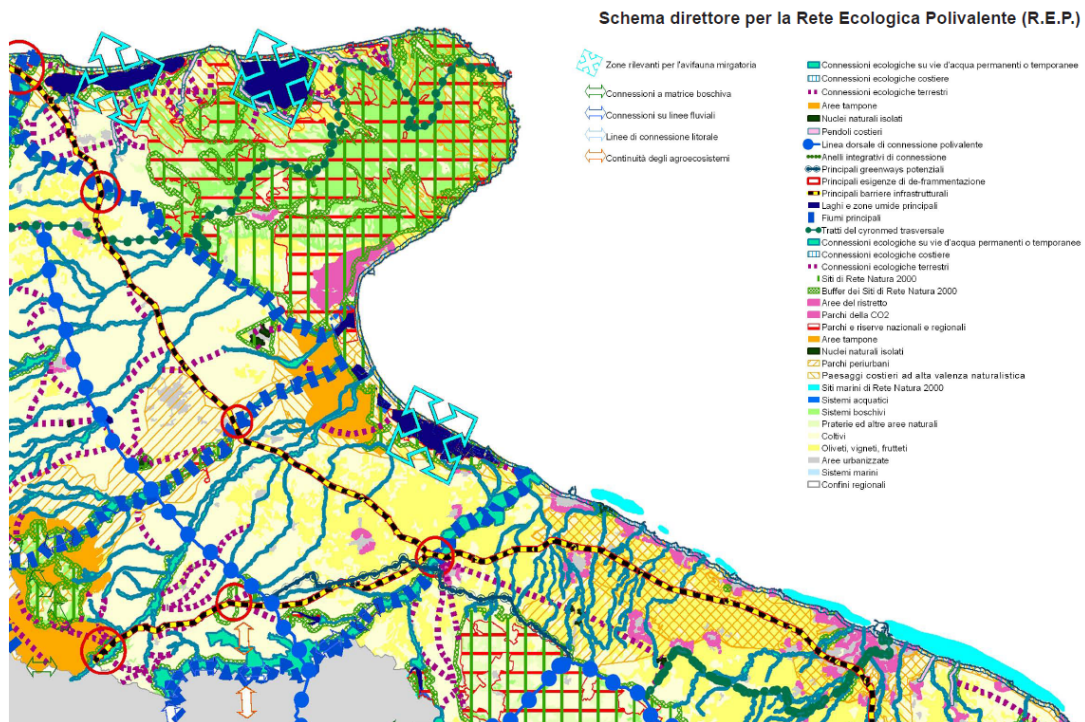 Schema direttore per la Rete Ecologica Polivalente (R.E.P.)
Zone rilevanti per l'avifauna mirgatoria
Connessioni a matrice boschiva
Connessioni su linee fluviali
Linee di connessione litorale
Continuità degli agroecosistemi
Connessioni ecologiche su vie d'acqua permanenti o temporanee
Connessioni ecologiche costiere
Connessioni ecologiche terrestri
Aree tampone
Nuclei naturali isolati
Pendoli costieri
Linea dorsale di connessione polivalente
Anelli integrativi di connessione
Principali greenways potenziali
Principali esigenze di de-frammentazione
Principali barriere infrastrutturali
Laghi e zone umide principali
Fiumi principali
Tratti del cyronmed trasversale
Connessioni ecologiche su vie d'acqua permanenti o temporanee
Connessioni ecologiche costiere
Connessioni ecologiche terrestri
Siti di Rete Natura 2000
Buffer dei Siti di Rete Natura 2000
Aree del ristretto
Parchi della CO2
Parchi e riserve nazionali e regionali
Aree tampone
Nuclei naturali isolati
Parchi periurbani
Paesaggi costieri ad alta valenza naturalistica
Siti marini di Rete Natura 2000
Sistemi acquatici
Sistemi boschivi
Praterie ed altre aree naturali
Coltivi
Oliveti, vigneti, frutteti
Aree urbanizzate
Sistemi marini
Confini regionali